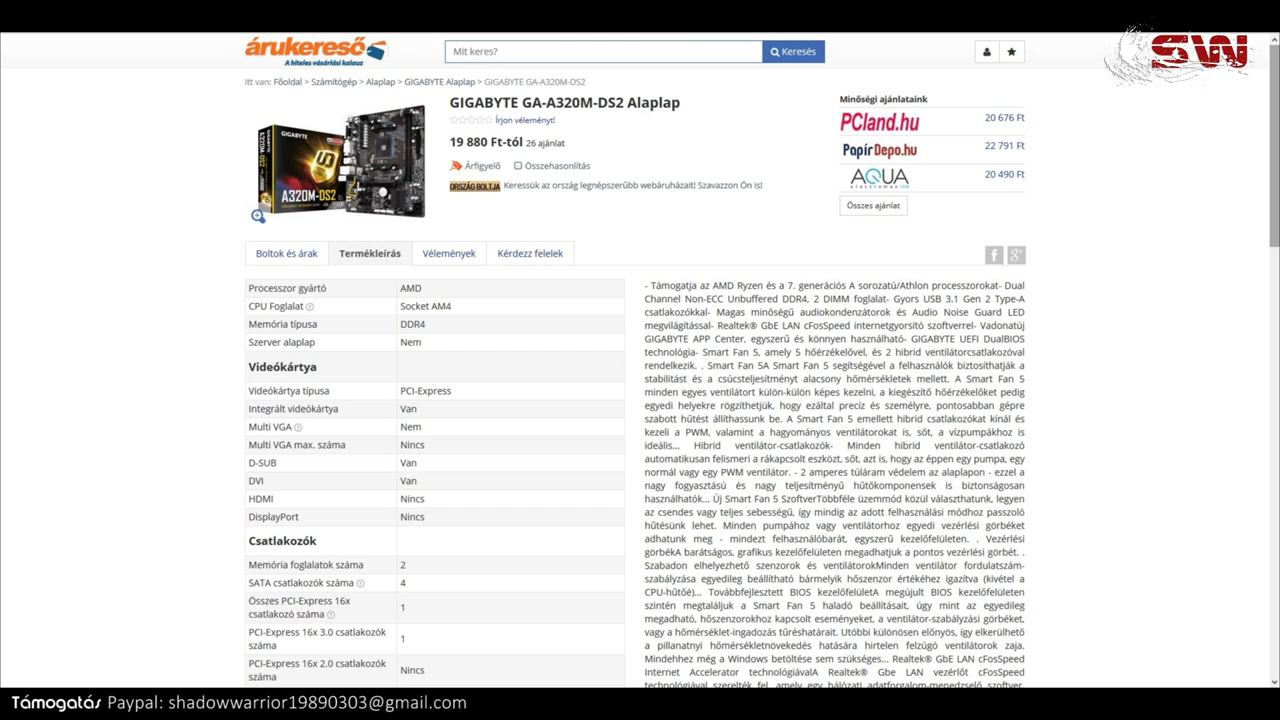 árukereső
A hiteles vásárlási kalauz
Mit keres?
Keresés
SW
Itt van: Főoldal > Számítógép > Alaplap > GIGABYTE Alaplap > GIGABYTE GA-A320M-DS2
GIGABYTE GA-A320M-DS2 Alaplap
Írjon véleményt!
19 880 Ft-tól 26 ajánlat
Árfigyelő Összehasonlítás
ORSZÁG BOLTJA Keressük az ország legnépszerűbb webáruházait! Szavazzon Ön is!
GIGABYTE
A320M-DS2
Minőségi ajánlataink
PCland.hu 20 676 Ft
PapírDepo.hu 22 791 Ft
AQUA 20 490 Ft
Összes ajánlat
Boltok és árak Termékleírás Vélemények Kérdezz felelek
Processzor gyártó AMD
CPU Foglalat Socket AM4
Memória típusa DDR4
Szerver alaplap Nem
Videókártya
Videókártya típusa PCI-Express
Integrált videókártya Van
Multi VGA Nem
Multi VGA max. száma Nincs
D-SUB Van
DVI Van
HDMI Nincs
DisplayPort Nincs
Csatlakozók
Memória foglalatok száma 2
SATA csatlakozók száma 4
Összes PCI-Express 16x
csatlakozó száma 1
PCI-Express 16x 3.0 csatlakozók
száma 1
PCI-Express 16x 2.0 csatlakozók
száma Nincs
- Támogatja az AMD Ryzen és a 7. generációs A sorozatú/Athlon processzorokat- Dual
Channel Non-ECC Unbuffered DDR4, 2 DIMM foglalat- Gyors USB 3.1 Gen 2 Type-A
csatlakozókkal- Magas minőségű audiokondenzátorok és Audio Noise Guard LED
megvilágítással- Realtek® GbE LAN cFosSpeed internetgyorsító szoftverrel- Vadonatúj
GIGABYTE APP Center, egyszerű és könnyen használható- GIGABYTE UEFI DualBIOS
technológia- Smart Fan 5, amely 5 hőérzékelővel, és 2 hibrid ventilátorcsatlakozóval
rendelkezik. . Smart Fan 5A Smart Fan 5 segítségével a felhasználók biztosíthatják a
stabilitást és a csúcsteljesítményt alacsony hőmérsékletek mellett. A Smart Fan 5
minden egyes ventilátort külön-külön képes kezelni, a kiegészítő hőérzékelőket pedig
egyedi helyekre rögzíthetjük, hogy ezáltal precíz és személyre, pontosabban gépre
szabott hűtést állíthassunk be. A Smart Fan 5 emellett hibrid csatlakozókat kínál és
kezeli a PWM, valamint a hagyományos ventilátorokat is, sőt, a vízpumpákhoz is
ideális... Hibrid ventilátor-csatlakozók- Minden hibrid ventilátor-csatlakozó
automatikusan felismeri a rákapcsolt eszközt, sőt, azt is, hogy az éppen egy pumpa, egy
normál vagy egy PWM ventilátor. - 2 amperes túláram védelem az alaplapon - ezzel a
nagy fogyasztású és nagy teljesítményű hűtőkomponensek is biztonságosan
használhatók... Új Smart Fan 5 SzoftverTöbbféle üzemmód közül választhatunk, legyen
az csendes vagy teljes sebességű, így mindig az adott felhasználási módhoz passzoló
hűtésünk lehet. Minden pumpához vagy ventilátorhoz egyedi vezérlési görbéket
adhatunk meg - mindezt felhasználóbarát, egyszerű kezelőfelületen. . Vezérlési
görbékA barátságos, grafikus kezelőfelületen megadhatjuk a pontos vezérlési görbét. .
Szabadon elhelyezhető szenzorok és ventilátorokMinden ventilátor fordulatszám-
szabályzása egyedileg beállítható bármelyik hőszenzor értékéhez igazítva (kivétel a
CPU-hűtőé)... Továbbfejlesztett BIOS kezelőfelületA megújult BIOS kezelőfelületen
szintén megtaláljuk a Smart Fan 5 haladó beállításait, úgy mint az egyedileg
megadható, hőszenzorokhoz kapcsolt eseményeket, a ventilátor-szabályzási görbéket,
vagy a hőmérséklet-ingadozás tűréshatárait. Utóbbi különösen előnyös, így elkerülhető
a pillanatnyi hőmérsékletnövekedés hatására hirtelen felzúgó ventilátorok zaja.
Mindehhez még a Windows betöltése sem szükséges... Realtek® GbE LAN cFosSpeed
Internet Accelerator technológiávalA Realtek® Gbe LAN vezérlőt cFosSpeed
technológiával szerelték fel, amely egy hálózati adatforgalom-menedzselő szoftver,
Támogatás Paypal: shadowwarrior19890303@gmail.com